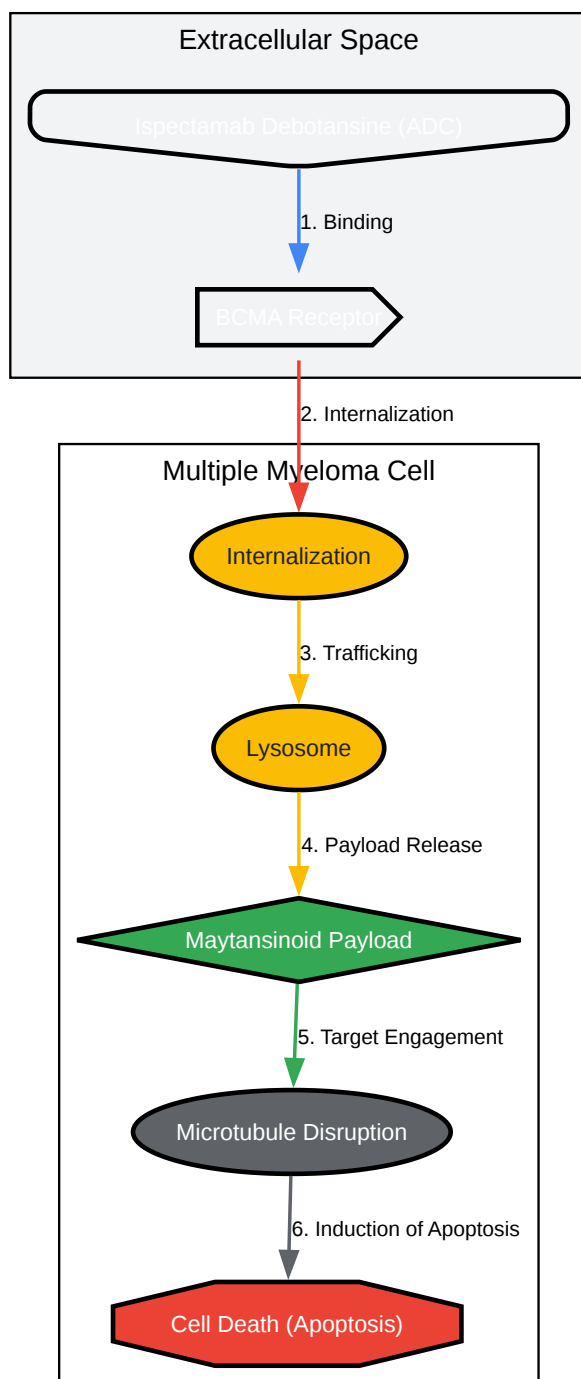 Extracellular Space
Ispectamab Debotansine (ADC)
1. Binding
BCMA Receptor
2. Internalization
Multiple Myeloma Cell
Internalization
3. Trafficking
Lysosome
4. Payload Release
Maytansinoid Payload
5. Target Engagement
Microtubule Disruption
6. Induction of Apoptosis
Cell Death (Apoptosis)